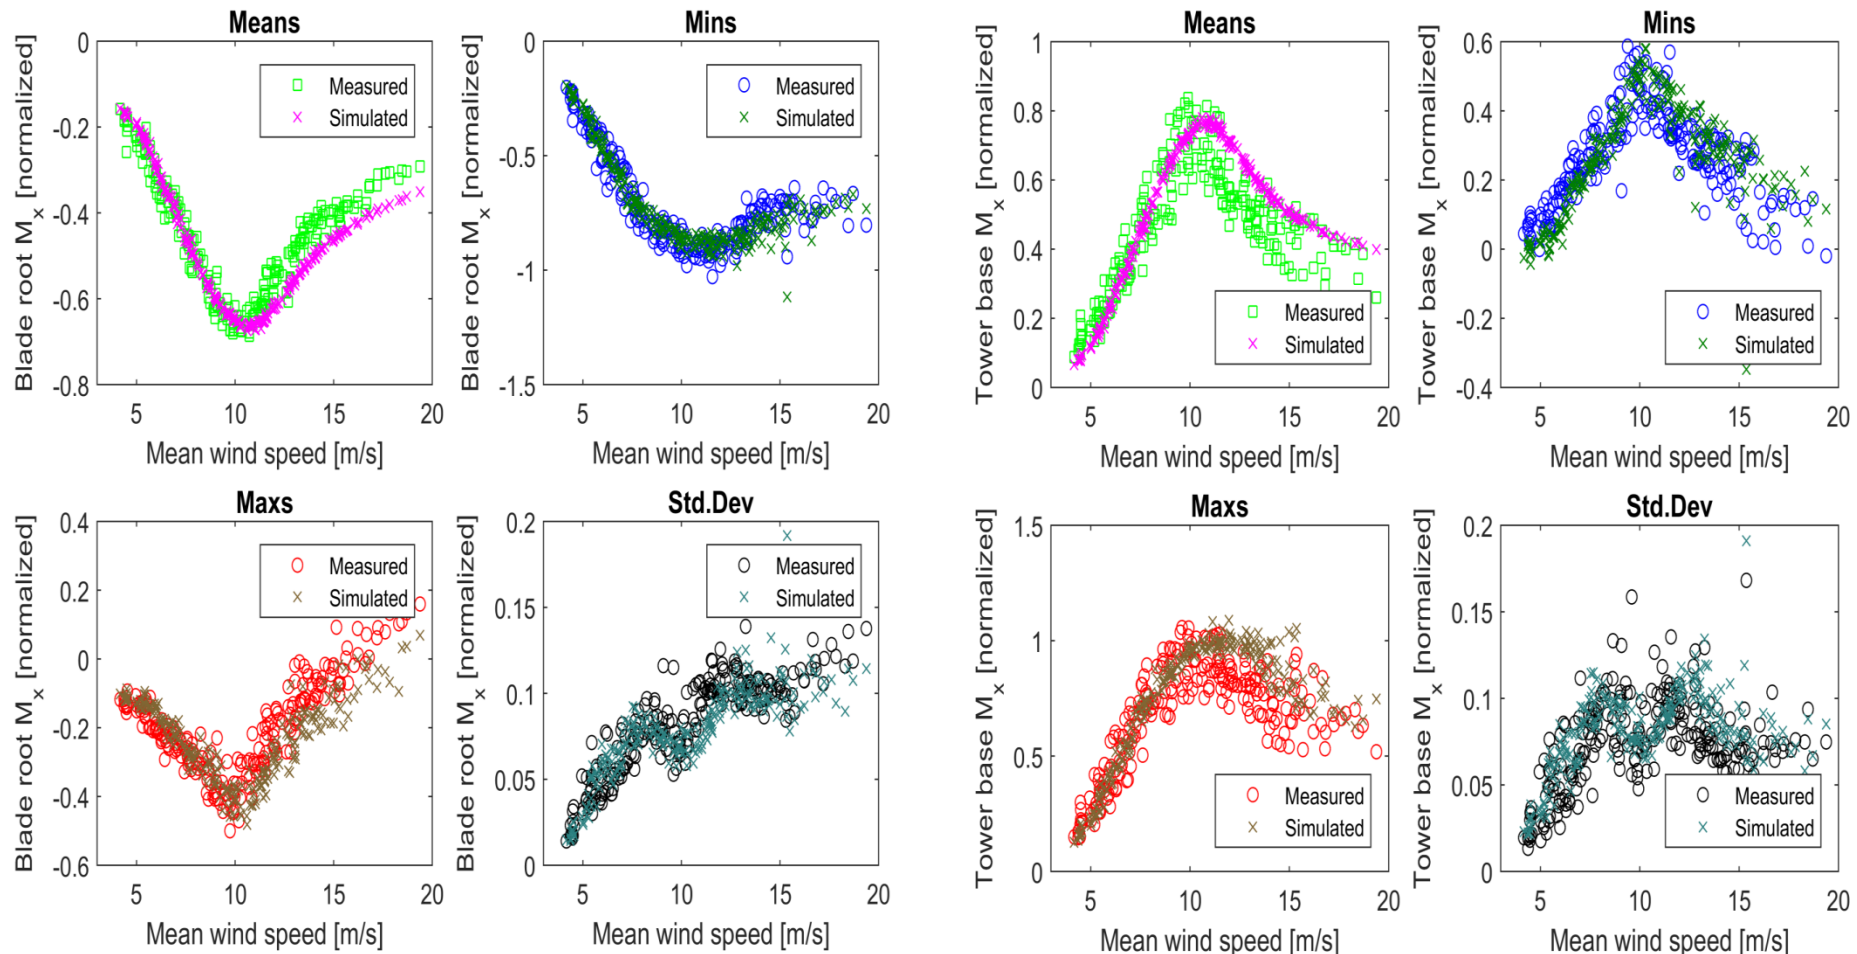 Means
Blade root M_x [normalized]
0
-0.2
-0.4
-0.6
-0.8
5 10 15 20
Mean wind speed [m/s]
Measured
Simulated
Mins
Blade root M_x [normalized]
0
-0.5
-1
-1.5
5 10 15 20
Mean wind speed [m/s]
Measured
Simulated
Means
Tower base M_x [normalized]
1
0.8
0.6
0.4
0.2
0
5 10 15 20
Mean wind speed [m/s]
Measured
Simulated
Mins
Tower base M_x [normalized]
0.6
0.4
0.2
0
-0.2
-0.4
5 10 15 20
Mean wind speed [m/s]
Measured
Simulated
Maxs
Blade root M_x [normalized]
0.4
0.2
0
-0.2
-0.4
-0.6
5 10 15 20
Mean wind speed [m/s]
Measured
Simulated
Std.Dev
Blade root M_x [normalized]
0.2
0.15
0.1
0.05
0
5 10 15 20
Mean wind speed [m/s]
Measured
Simulated
Maxs
Tower base M_x [normalized]
1.5
1
0.5
0
5 10 15 20
Mean wind speed [m/s]
Measured
Simulated
Std.Dev
Tower base M_x [normalized]
0.2
0.15
0.1
0.05
0
5 10 15 20
Mean wind speed [m/s]
Measured
Simulated